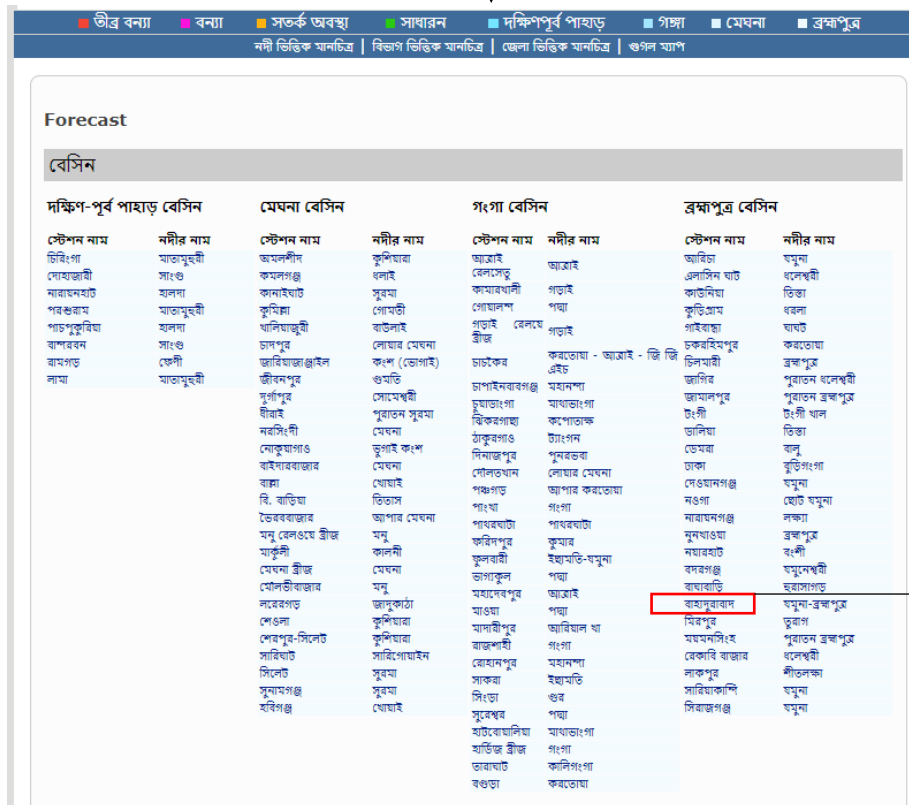 তীব্র বন্যা বন্যা সতর্ক অবস্থা সাধারন দক্ষিণপূর্ব পাহাড় গঙ্গা মেঘনা ব্রহ্মপুত্র
নদী ভিত্তিক মানচিত্র | বিভাগ ভিত্তিক মানচিত্র | জেলা ভিত্তিক মানচিত্র | গুগল ম্যাপ
Forecast
বেসিন
দক্ষিণ-পূর্ব পাহাড় বেসিন
স্টেশন নাম নদীর নাম
চিরিংগা মাতামুহুরী
দোহাজারী সাংগু
নারায়নহাট হালদা
পরশুরাম মাতামুহুরী
পাচপুকুরিয়া হালদা
বান্দরবন সাংগু
রামগড় ফেণী
লামা মাতামুহুরী
মেঘনা বেসিন
স্টেশন নাম নদীর নাম
অমলশীদ কুশিয়ারা
কমলগঞ্জ ধলাই
কানাইঘাট সুরমা
কুমিল্লা গোমতী
খালিয়াজুরী বাউলাই
চাদপুর লোয়ার মেঘনা
জারিয়াজাঞ্জাইল কংশ (ভোগাই)
জীবনপুর গুমতি
দুর্গাপুর সোমেশ্বরী
দীরাই পুরাতন সুরমা
নরসিংদী মেঘনা
নোকুয়াগাও ভুগাই কংশ
বাইদারবাজার মেঘনা
বাল্লা খোয়াই
বি. বাড়িয়া তিতাস
ভৈরববাজার আপার মেঘনা
মনু রেলওয়ে ব্রীজ মনু
মার্কুলী কালনী
মেঘনা ব্রীজ মেঘনা
মৌলভীবাজার মনু
লরেরগড় জাদুকাঠা
শেওলা কুশিয়ারা
শেরপুর-সিলেট কুশিয়ারা
সারিঘাট সারিগোয়াইন
সিলেট সুরমা
সুনামগঞ্জ সুরমা
হবিগঞ্জ খোয়াই
গংগা বেসিন
স্টেশন নাম নদীর নাম
আত্রাই
রেলসেতু আত্রাই
কামারখালী গড়াই
গোয়ালন্দ পদ্মা
গড়াই রেলয়ে
ব্রীজ গড়াই
চাচকৈর করতোয়া - আত্রাই - জি জি
এইচ
চাপাইনবাবগঞ্জ মহানন্দা
চুয়াডাংগা মাথাভাংগা
ঝিকরগাছা কপোতাক্ষ
ঠাকুরগাও ট্যাংগন
দিনাজপুর পুনরভবা
দৌলতখান লোয়ার মেঘনা
পঞ্চগড় আপার করতোয়া
পাংখা গংগা
পাথরঘাটা পাথরঘাটা
ফরিদপুর কুমার
ফুলবারী ইছামতি-যমুনা
ভাগ্যকুল পদ্মা
মহাদেবপুর আত্রাই
মাওয়া পদ্মা
মাদারীপুর আরিয়াল খা
রাজশাহী গংগা
রোহানপুর মহানন্দা
সাকরা ইছামতি
সিংড়া গুর
সুরেশ্বর পদ্মা
হাটবোয়ালিয়া মাথাভাংগা
হার্ডিজ ব্রীজ গংগা
তারাঘাট কালিগংগা
বগুড়া করতোয়া
ব্রহ্মপুত্র বেসিন
স্টেশন নাম নদীর নাম
আরিচা যমুনা
এলাসিন ঘাট ধলেশ্বরী
কাউনিয়া তিস্তা
কুড়িগ্রাম ধরলা
গাইবান্ধা ঘাঘট
চকরহিমপুর করতোয়া
চিলমারী ব্রহ্মপুত্র
জাগির পুরাতন ধলেশ্বরী
জামালপুর পুরাতন ব্রহ্মপুত্র
টংগী টংগী খাল
ডালিয়া তিস্তা
ডেমরা বালু
ঢাকা বুড়িগংগা
দেওয়ানগঞ্জ যমুনা
নওগা ছোট যমুনা
নারায়নগঞ্জ লক্ষ্যা
নুনখাওয়া ব্রহ্মপুত্র
নয়ারহাট বংশী
বদরগঞ্জ যমুনেশ্বরী
বাঘাবাড়ি হুরাসাগড়
বাহাদুরাবাদ যমুনা-ব্রহ্মপুত্র
মিরপুর তুরাগ
ময়মনসিংহ পুরাতন ব্রহ্মপুত্র
রেকাবি বাজার ধলেশ্বরী
লাকপুর শীতলক্ষা
সারিয়াকান্দি যমুনা
সিরাজগঞ্জ যমুনা